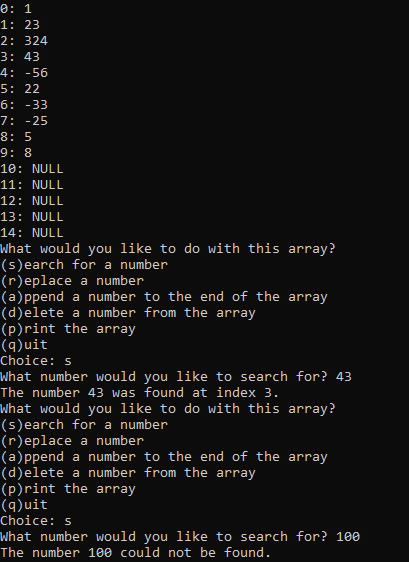 0: 1
1: 23
2: 324
3: 43
4: -56
5: 22
6: -33
7: -25
8: 5
9: 8
10: NULL
11: NULL
12: NULL
13: NULL
14: NULL
What would you like to do with this array?
(s)earch for a number
(r)eplace a number
(a)ppend a number to the end of the array
(d)elete a number from the array
(p)rint the array
(q)uit
Choice: s
What number would you like to search for? 43
The number 43 was found at index 3.
What would you like to do with this array?
(s)earch for a number
(r)eplace a number
(a)ppend a number to the end of the array
(d)elete a number from the array
(p)rint the array
(q)uit
Choice: s
What number would you like to search for? 100
The number 100 could not be found.